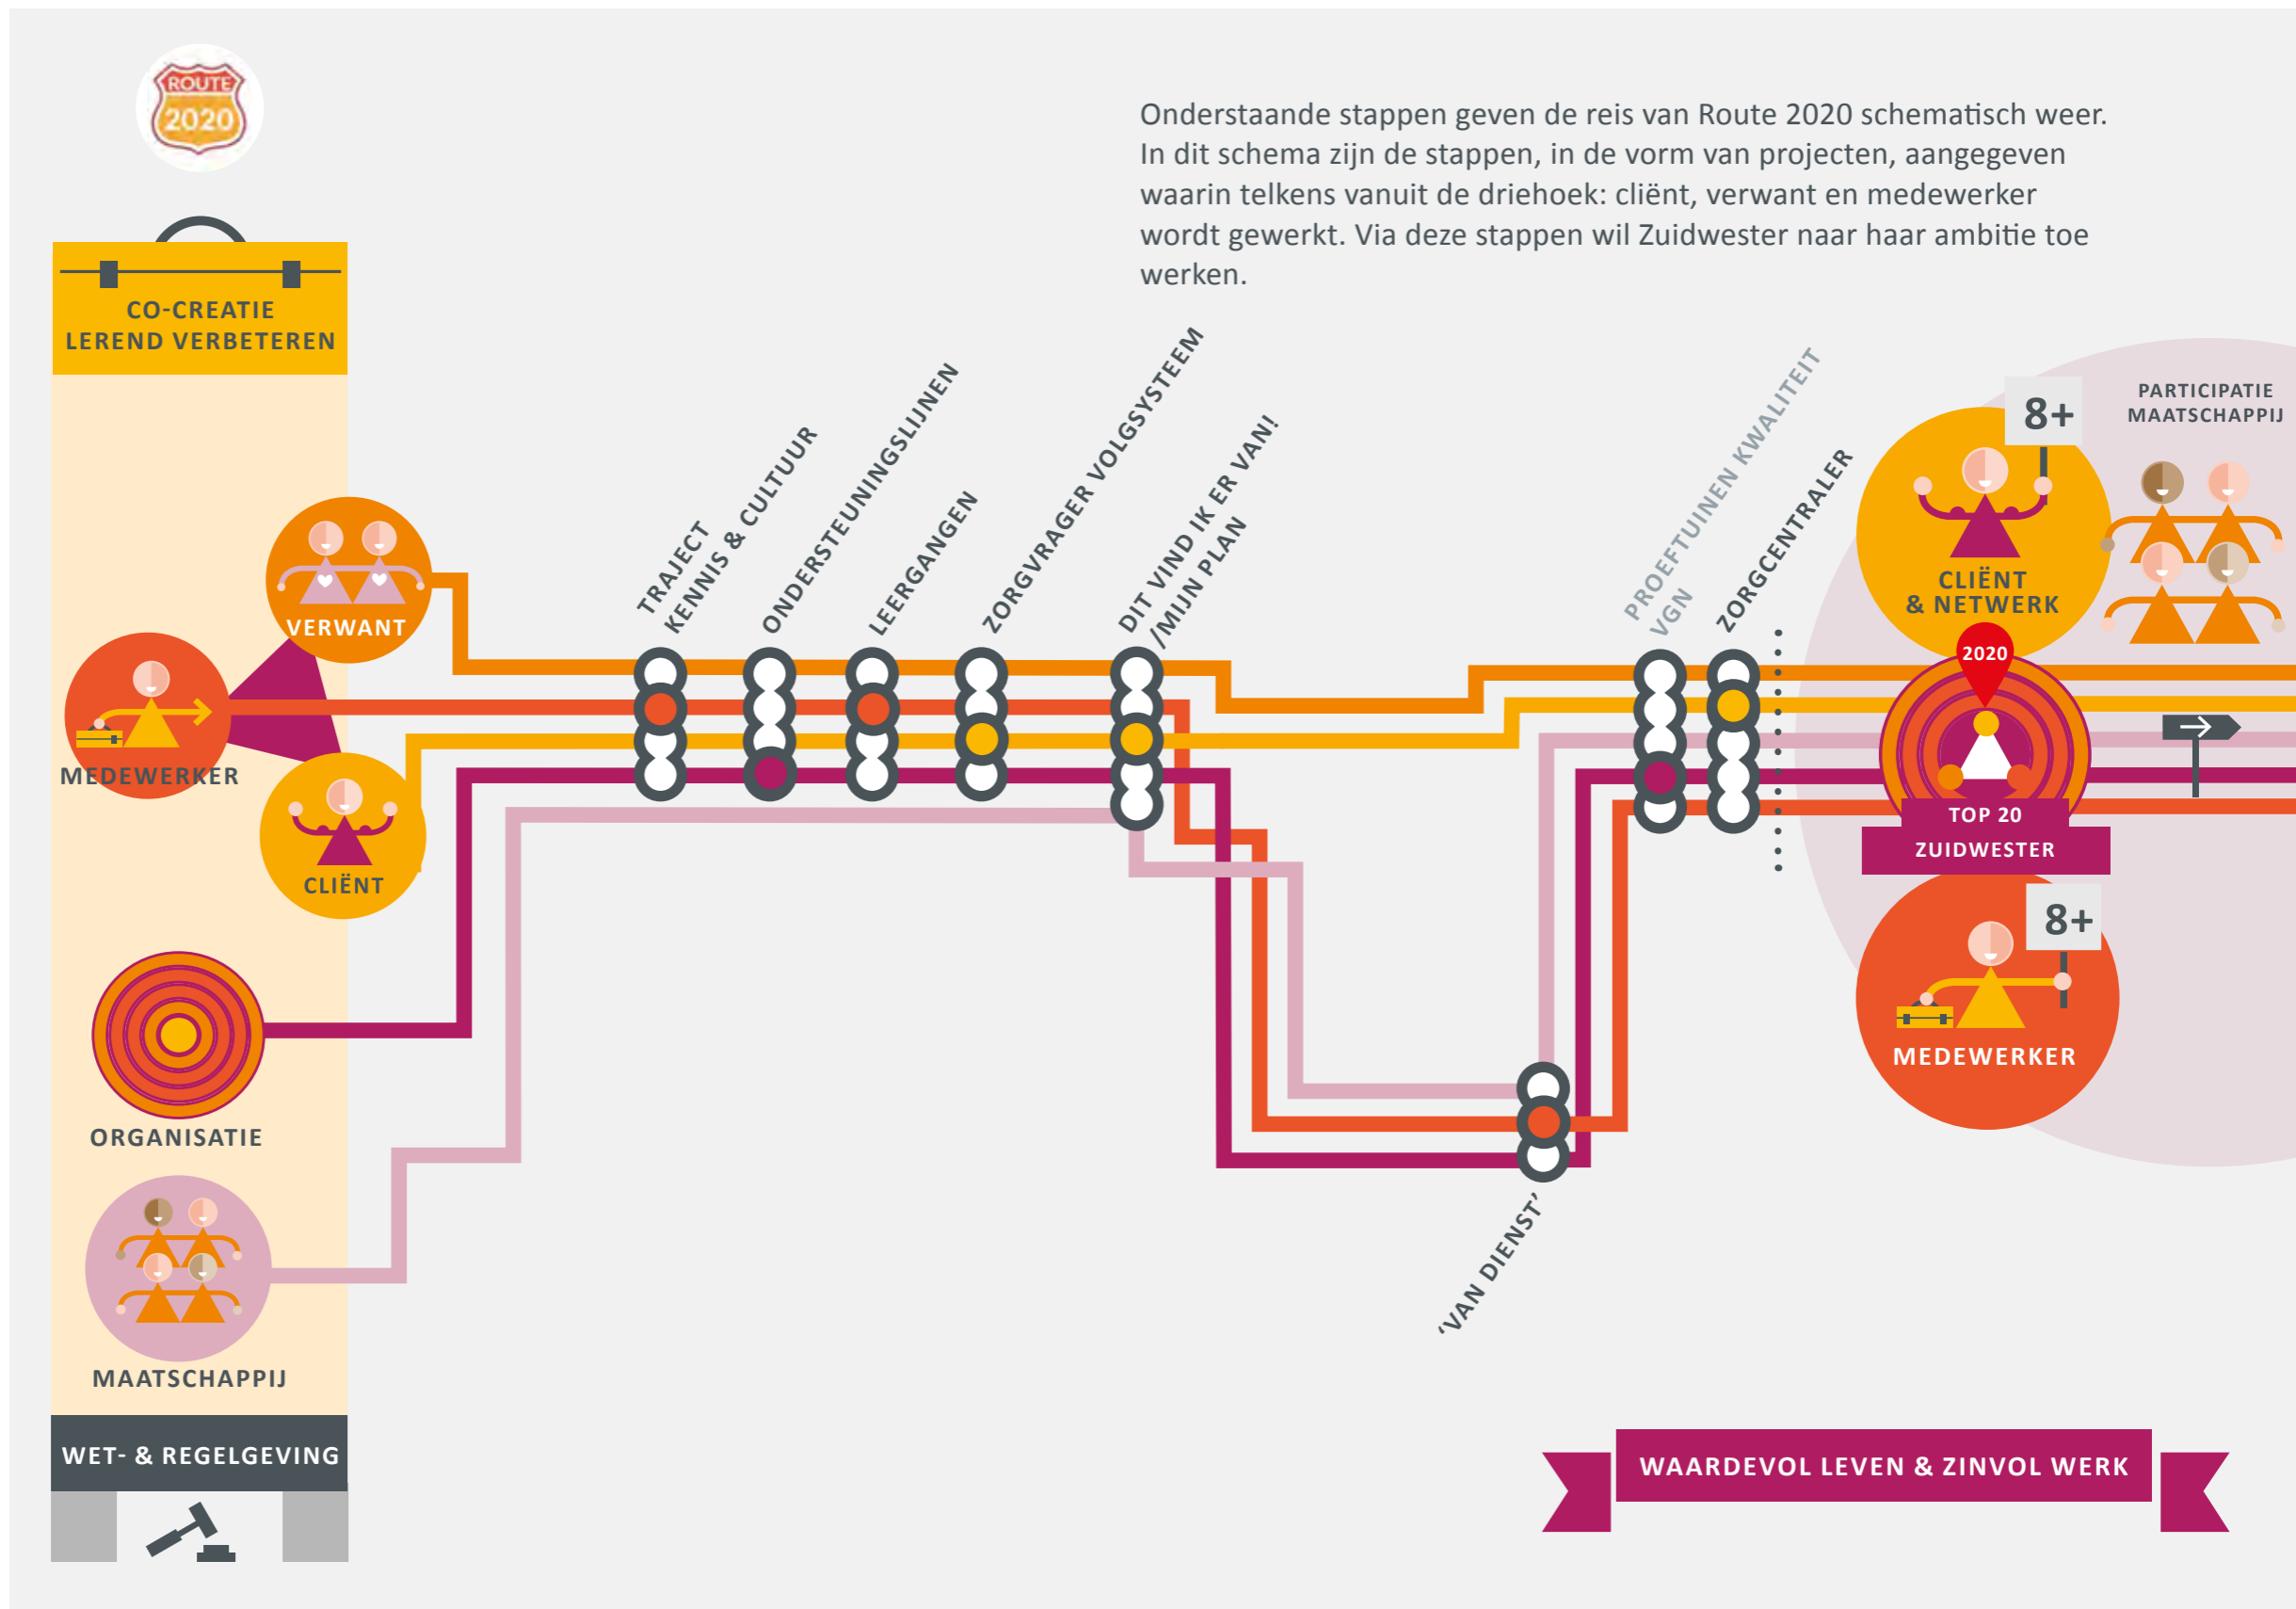 ROUTE
2020
Onderstaande stappen geven de reis van Route 2020 schematisch weer.
In dit schema zijn de stappen, in de vorm van projecten, aangegeven
waarin telkens vanuit de driehoek: cliënt, verwant en medewerker
wordt gewerkt. Via deze stappen wil Zuidwester naar haar ambitie toe
werken.
CO-CREATIE
LEREND VERBETEREN
VERWANT
MEDEWERKER
CLIËNT
ORGANISATIE
MAATSCHAPPIJ
WET- & REGELGEVING
TRAJECT
KENNIS & CULTUUR
ONDERSTEUNINGSLIJNEN
LEERGANGEN
ZORGVRAGER VOLGSYSTEEM
DIT VIND IK ER VAN!
/MIJN PLAN
‘VAN DIENST’
PROEFTUINEN KWALITEIT
VGN
ZORGCENTRALER
8+
CLIËNT
& NETWERK
PARTICIPATIE
MAATSCHAPPIJ
2020
TOP 20
ZUIDWESTER
8+
MEDEWERKER
WAARDEVOL LEVEN & ZINVOL WERK